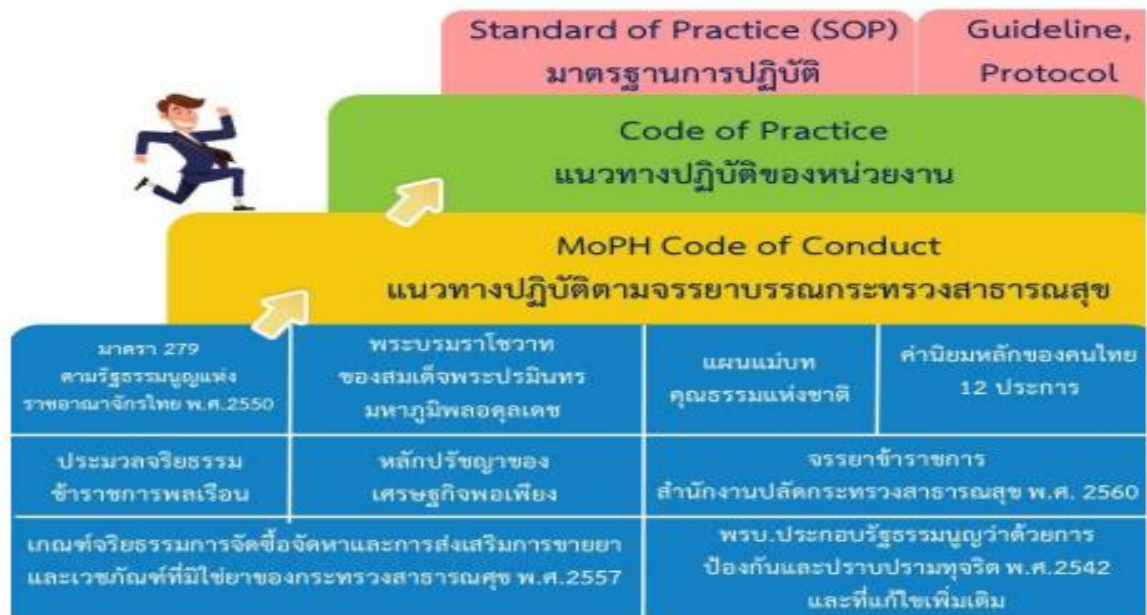 Standard of Practice (SOP)
มาตรฐานการปฏิบัติ
Guideline,
Protocol
Code of Practice
แนวทางปฏิบัติของหน่วยงาน
MoPH Code of Conduct
แนวทางปฏิบัติตามจรรยาบรรณกระทรวงสาธารณสุข
มาตรา 279
ตามรัฐธรรมนูญแห่ง
ราชอาณาจักรไทย พ.ศ.2550
พระบรมราโชวาท
ของสมเด็จพระปรมินทร
มหาภูมิพลอดุลเดช
แผนแม่บท
คุณธรรมแห่งชาติ
ค่านิยมหลักของคนไทย
12 ประการ
ประมวลจริยธรรม
ข้าราชการพลเรือน
หลักปรัชญาของ
เศรษฐกิจพอเพียง
จรรยาข้าราชการ
สำนักงานปลัดกระทรวงสาธารณสุข พ.ศ. 2560
เกณฑ์จริยธรรมการจัดซื้อจัดหาและการส่งเสริมการขายยา
และเวชภัณฑ์ที่มิใช่ยาของกระทรวงสาธารณศุข พ.ศ.2557
พรบ.ประกอบรัฐธรรมนูญว่าด้วยการ
ป้องกันและปราบปรามทุจริต พ.ศ.2542
และที่แก้ไขเพิ่มเติม